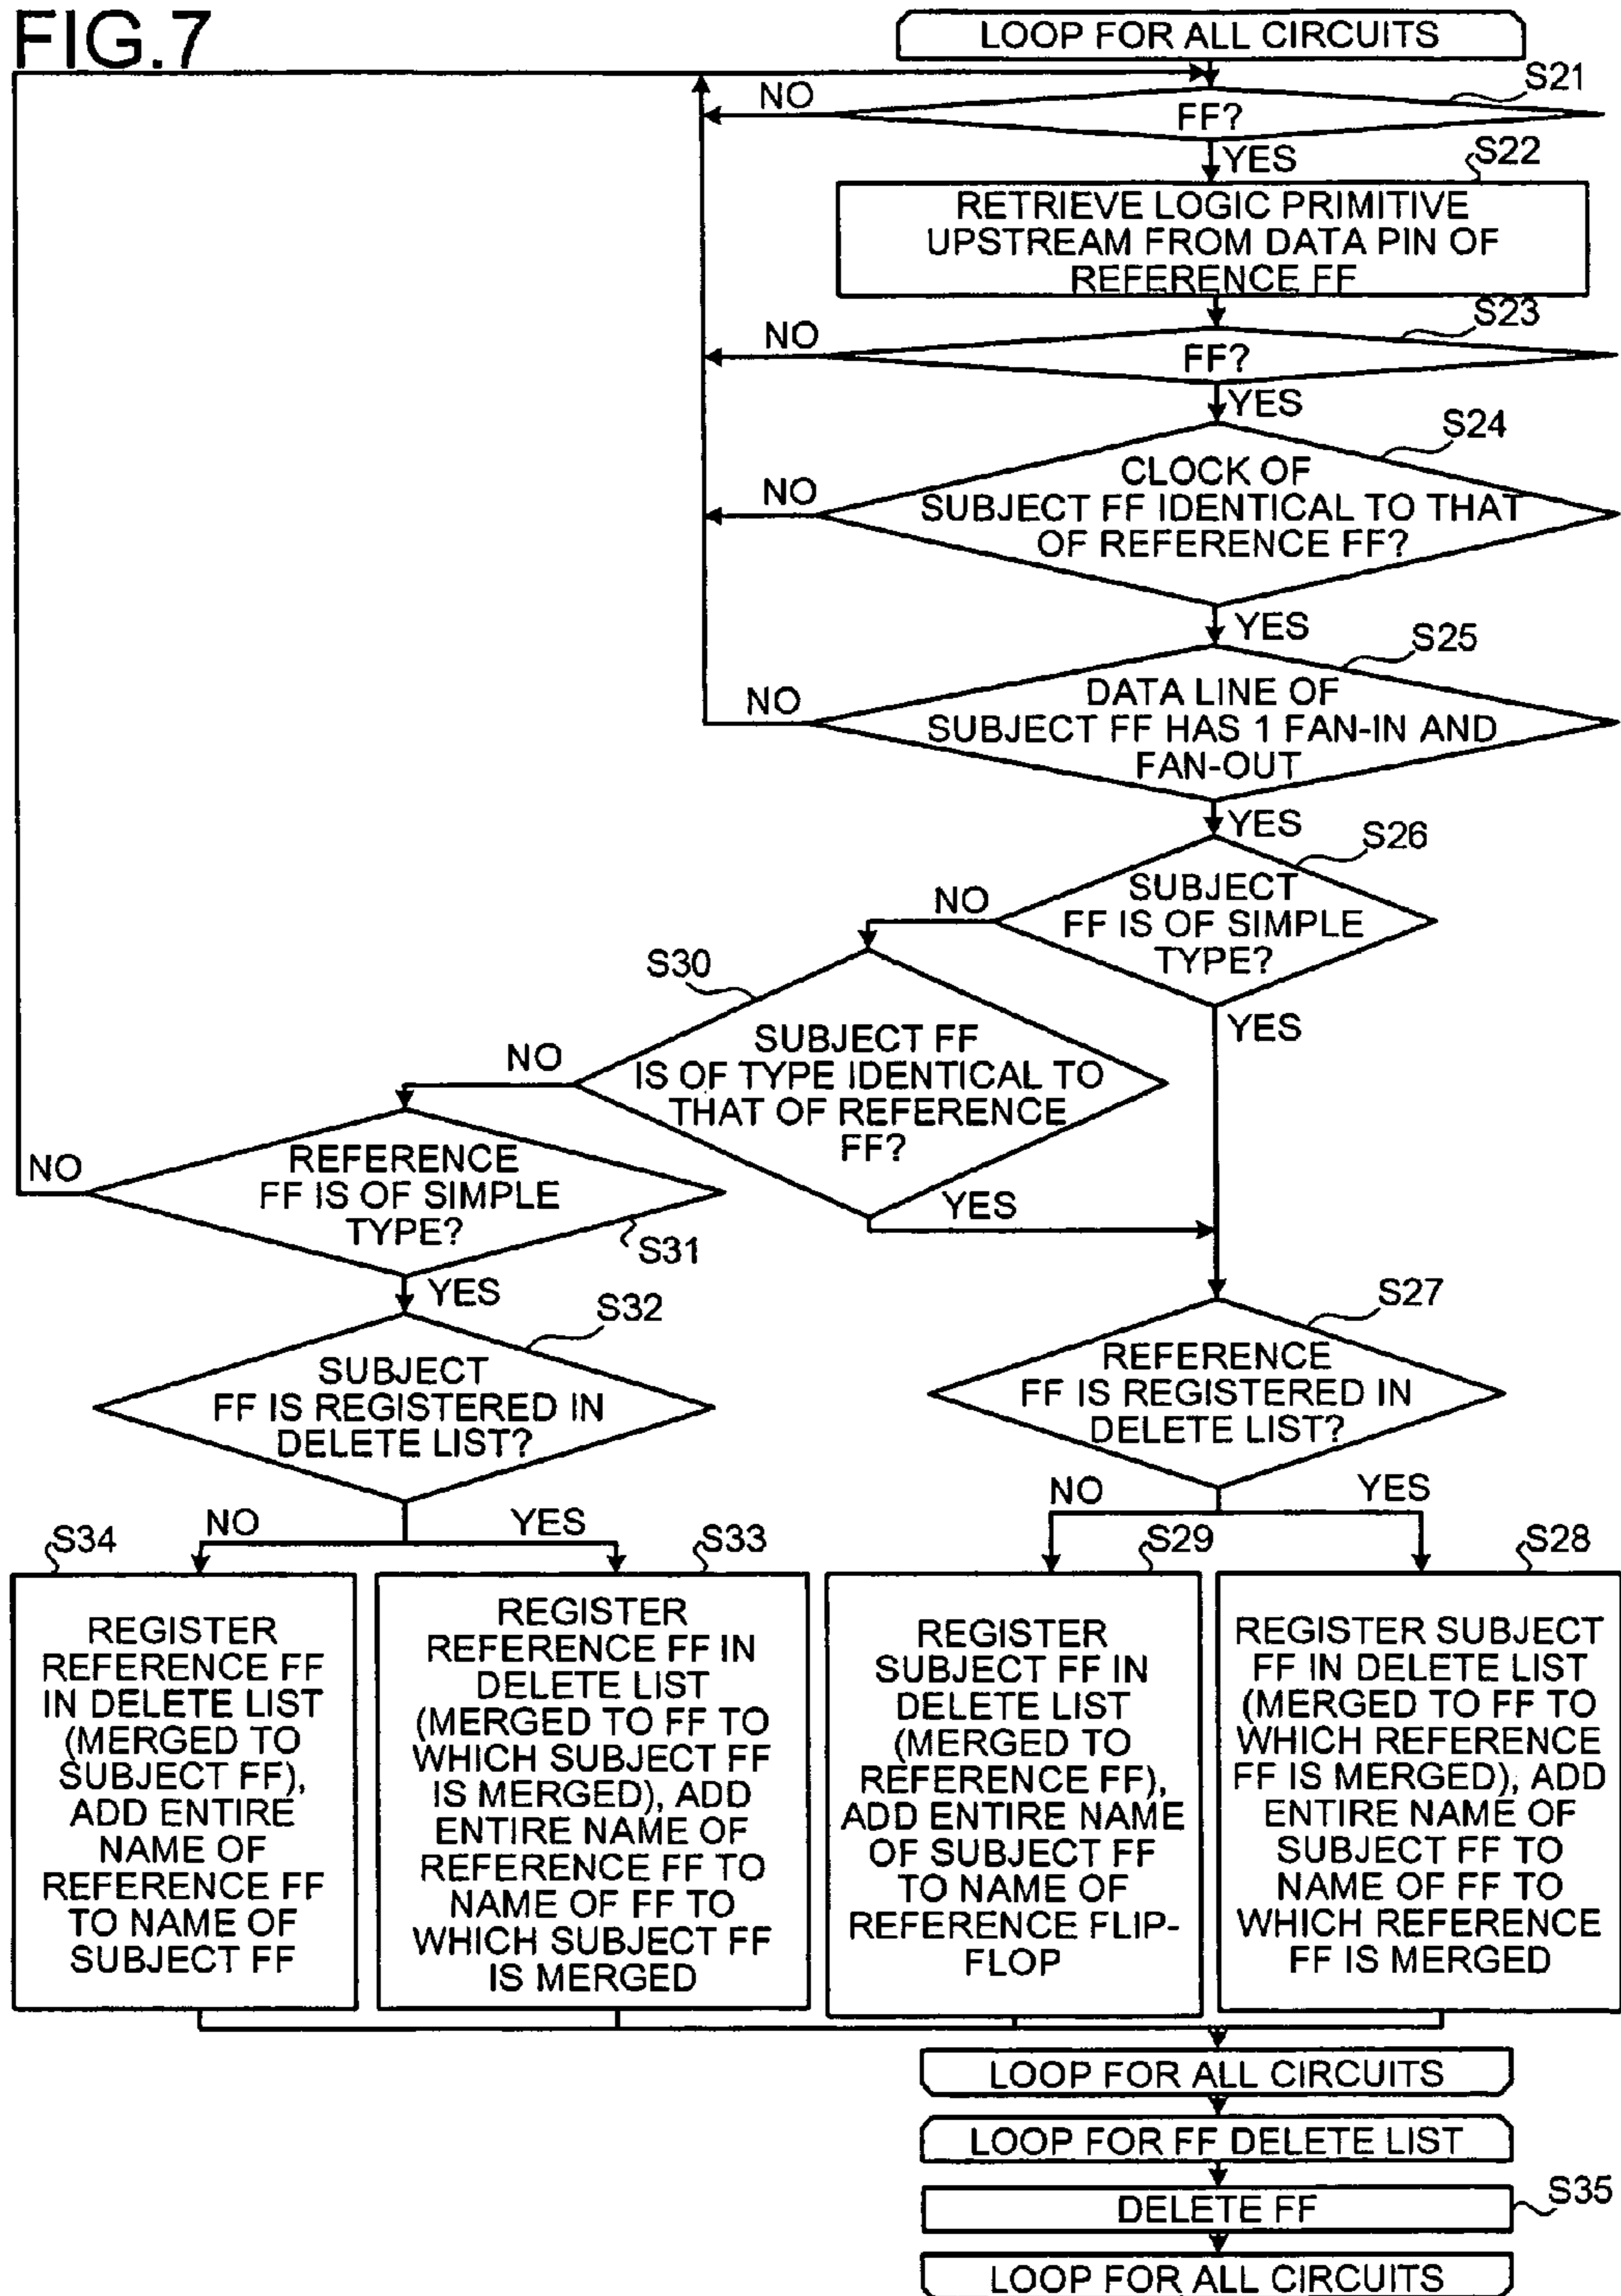 FIG.7
LOOP FOR ALL CIRCUITS
S21
NO
FF?
YES
S22
RETRIEVE LOGIC PRIMITIVE
UPSTREAM FROM DATA PIN OF
REFERENCE FF
S23
NO
FF?
YES
S24
CLOCK OF
NO
SUBJECT FF IDENTICAL TO THAT
OF REFERENCE FF?
YES
S25
DATA LINE OF
NO
SUBJECT FF HAS 1 FAN-IN AND
FAN-OUT
YES
S26
SUBJECT
NO
FF IS OF SIMPLE
TYPE?
YES
S30
SUBJECT FF
NO
IS OF TYPE IDENTICAL TO
THAT OF REFERENCE
FF?
YES
REFERENCE
NO
FF IS OF SIMPLE
TYPE?
S31
YES
S32
SUBJECT
FF IS REGISTERED IN
DELETE LIST?
S27
REFERENCE
FF IS REGISTERED IN
DELETE LIST?
NO
YES
NO
YES
S34
REGISTER
REFERENCE FF
IN DELETE LIST
(MERGED TO
SUBJECT FF),
ADD ENTIRE
NAME OF
REFERENCE FF
TO NAME OF
SUBJECT FF
S33
REGISTER
REFERENCE FF IN
DELETE LIST
(MERGED TO FF TO
WHICH SUBJECT FF
IS MERGED), ADD
ENTIRE NAME OF
REFERENCE FF TO
NAME OF FF TO
WHICH SUBJECT FF
IS MERGED
S29
REGISTER
SUBJECT FF IN
DELETE LIST
(MERGED TO
REFERENCE FF),
ADD ENTIRE NAME
OF SUBJECT FF
TO NAME OF
REFERENCE FLIP-
FLOP
S28
REGISTER SUBJECT
FF IN DELETE LIST
(MERGED TO FF TO
WHICH REFERENCE
FF IS MERGED), ADD
ENTIRE NAME OF
SUBJECT FF TO
NAME OF FF TO
WHICH REFERENCE
FF IS MERGED
LOOP FOR ALL CIRCUITS
LOOP FOR FF DELETE LIST
S35
DELETE FF
LOOP FOR ALL CIRCUITS